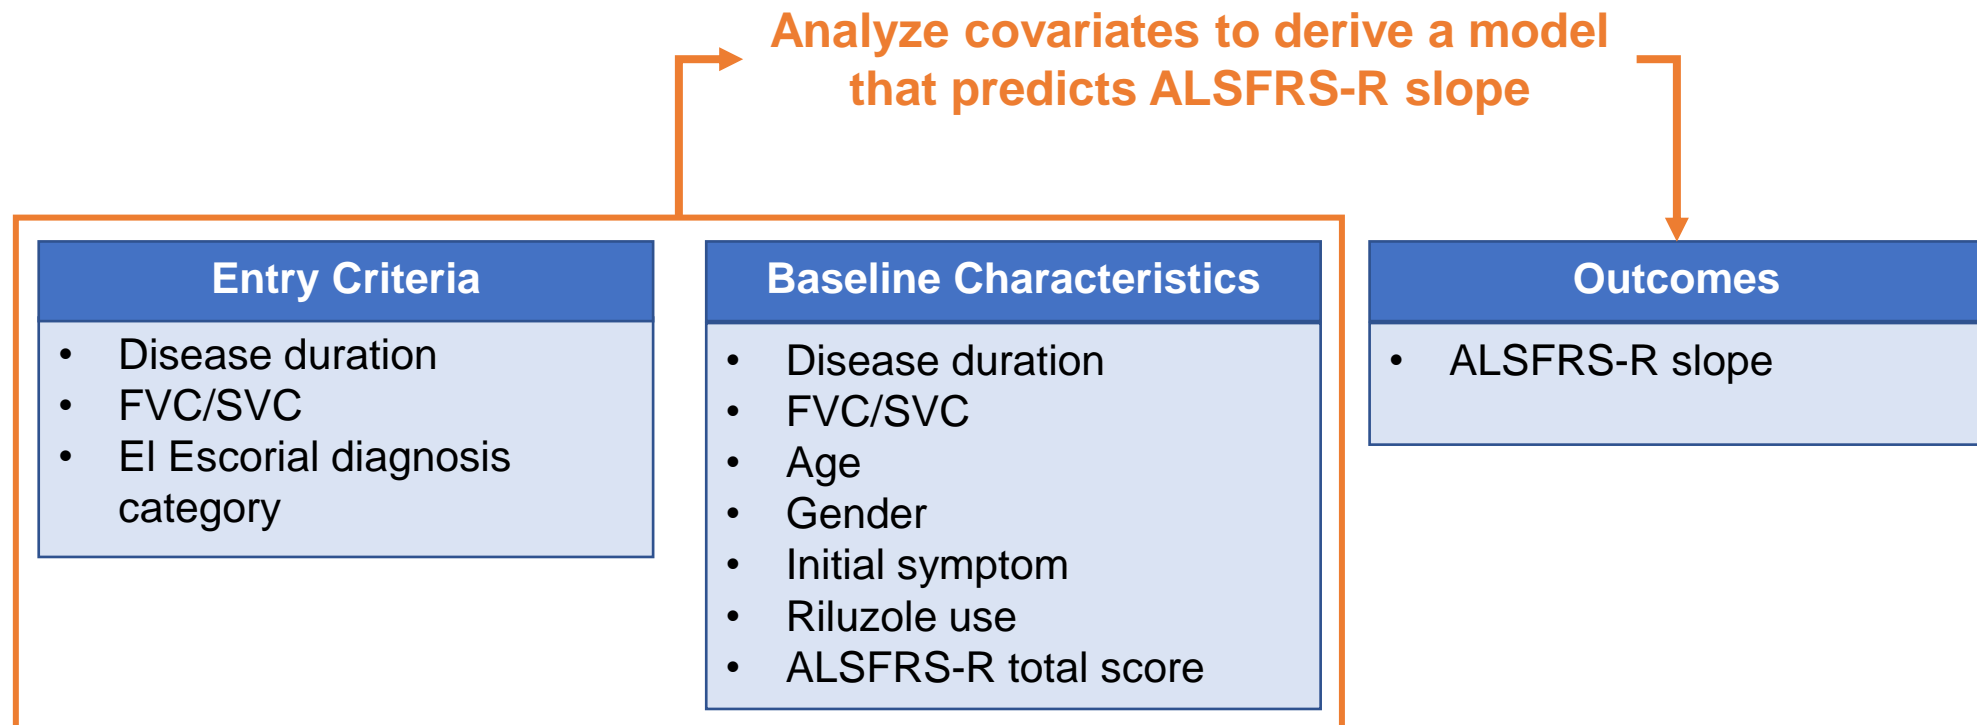 Analyze covariates to derive a model
that predicts ALSFRS-R slope
Entry Criteria
• Disease duration
• FVC/SVC
• El Escorial diagnosis
category
Baseline Characteristics
• Disease duration
• FVC/SVC
• Age
• Gender
• Initial symptom
• Riluzole use
• ALSFRS-R total score
Outcomes
• ALSFRS-R slope